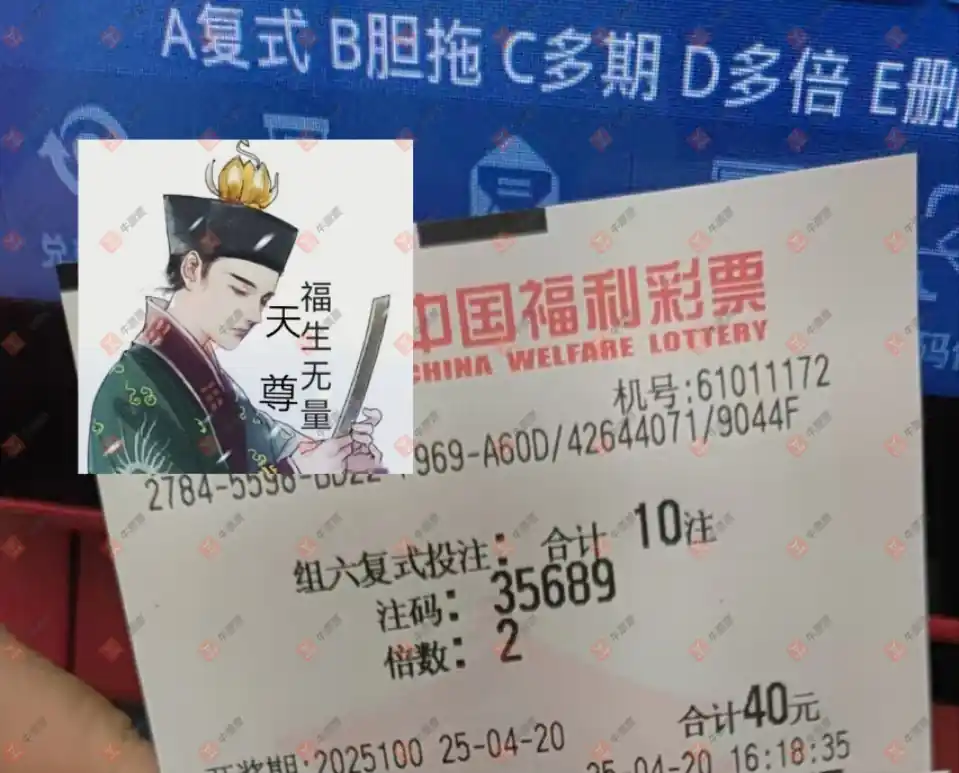 A复式 B胆拖 C多期 D多倍 E删
福生无量
天尊
中国福利彩票
CHINA WELFARE LOTTERY
机号:61011172
969-A60D/42644071/9044F
组六复式投注: 合计 10注
注码: 35689
倍数: 2
合计40元
开奖期:2025100 25-04-20
25-04-20 16:18:35